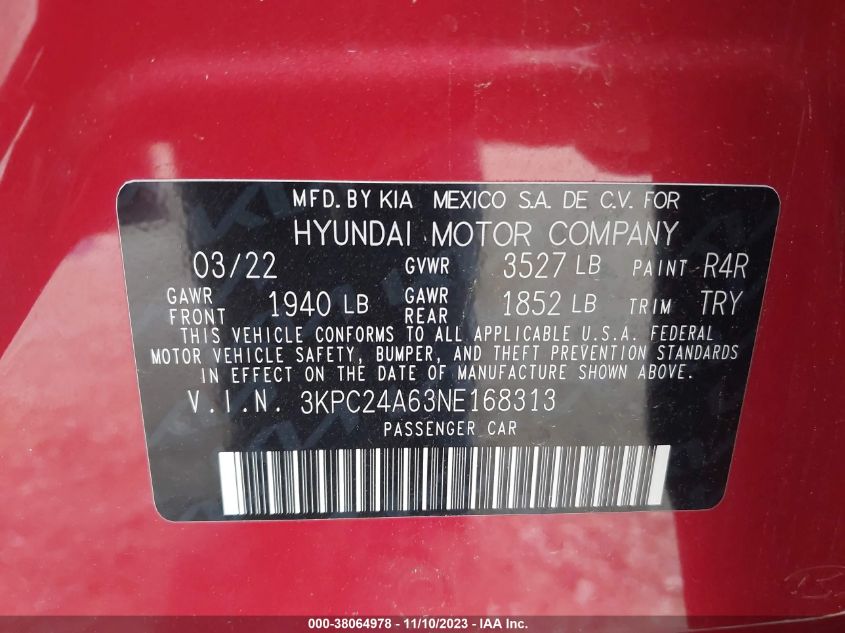 MFD. BY KIA MEXICO S.A. DE C.V. FOR
HYUNDAI MOTOR COMPANY
03/22 GVWR 3527 LB PAINT R4R
GAWR FRONT 1940 LB GAWR REAR 1852 LB TRIM TRY
THIS VEHICLE CONFORMS TO ALL APPLICABLE U.S.A. FEDERAL
MOTOR VEHICLE SAFETY, BUMPER, AND THEFT PREVENTION STANDARDS
IN EFFECT ON THE DATE OF MANUFACTURE SHOWN ABOVE.
V.I.N. 3KPC24A63NE168313
PASSENGER CAR
000-38064978 - 11/10/2023 - COPYRIGHT IAA, Inc.